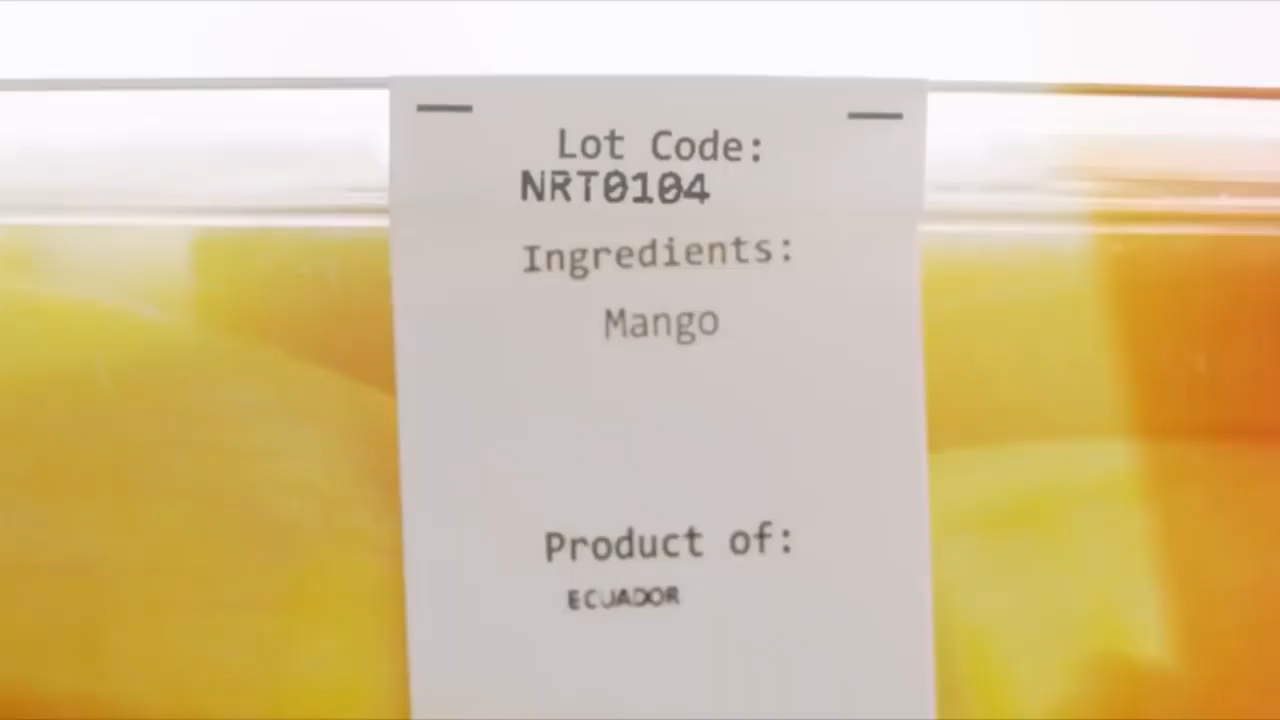 Lot Code:
NRT0104
Ingredients:
Mango
Product of:
ECUADOR